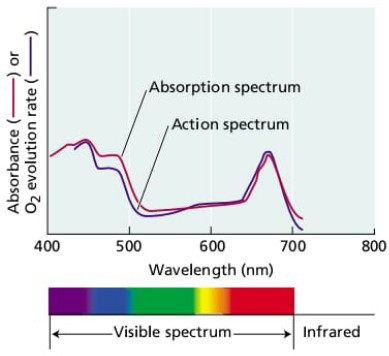 Absorbance (—) or
O₂ evolution rate (—)
Absorption spectrum
Action spectrum
400 500 600 700 800
Wavelength (nm)
Visible spectrum Infrared